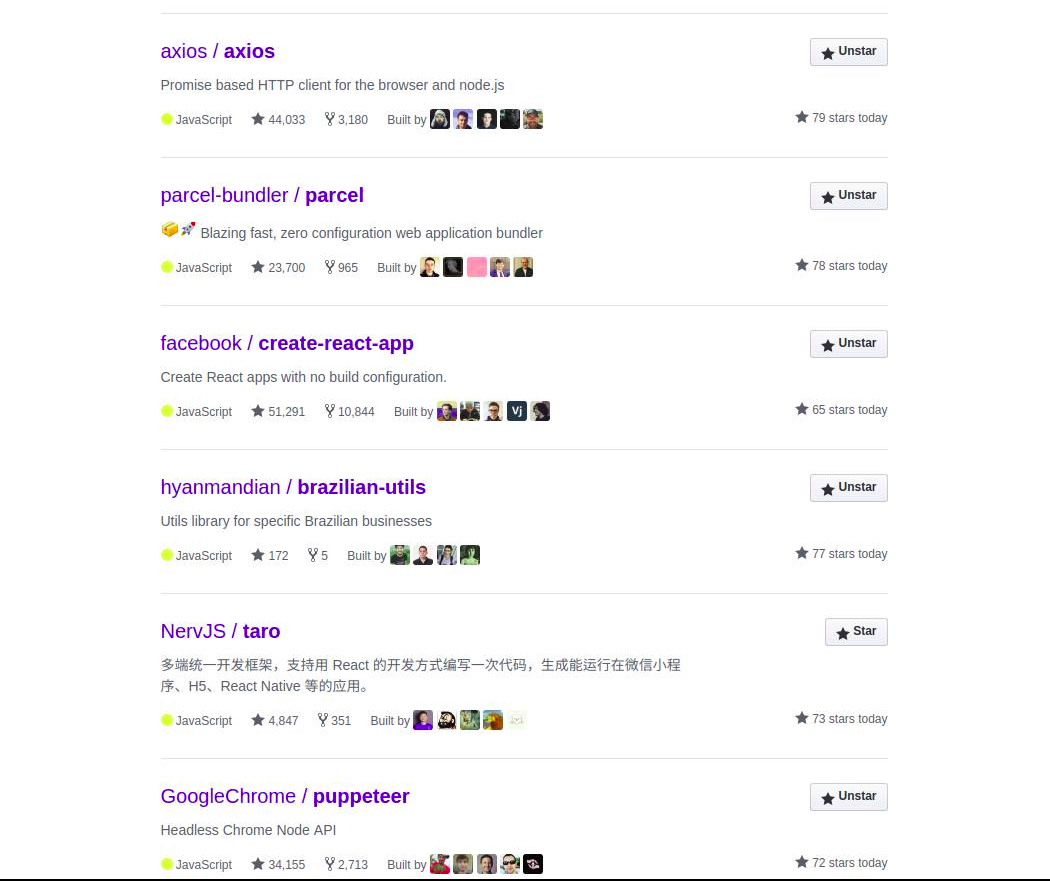 axios / axios
Unstar
Promise based HTTP client for the browser and node.js
JavaScript 44,033 3,180 Built by 79 stars today
parcel-bundler / parcel
Unstar
Blazing fast, zero configuration web application bundler
JavaScript 23,700 965 Built by 78 stars today
facebook / create-react-app
Unstar
Create React apps with no build configuration.
JavaScript 51,291 10,844 Built by Vj 65 stars today
hyanmandian / brazilian-utils
Unstar
Utils library for specific Brazilian businesses
JavaScript 172 5 Built by 77 stars today
NervJS / taro
Star
多端统一开发框架，支持用 React 的开发方式编写一次代码，生成能运行在微信小程
序、H5、React Native 等的应用。
JavaScript 4,847 351 Built by 73 stars today
GoogleChrome / puppeteer
Unstar
Headless Chrome Node API
JavaScript 34,155 2,713 Built by 72 stars today